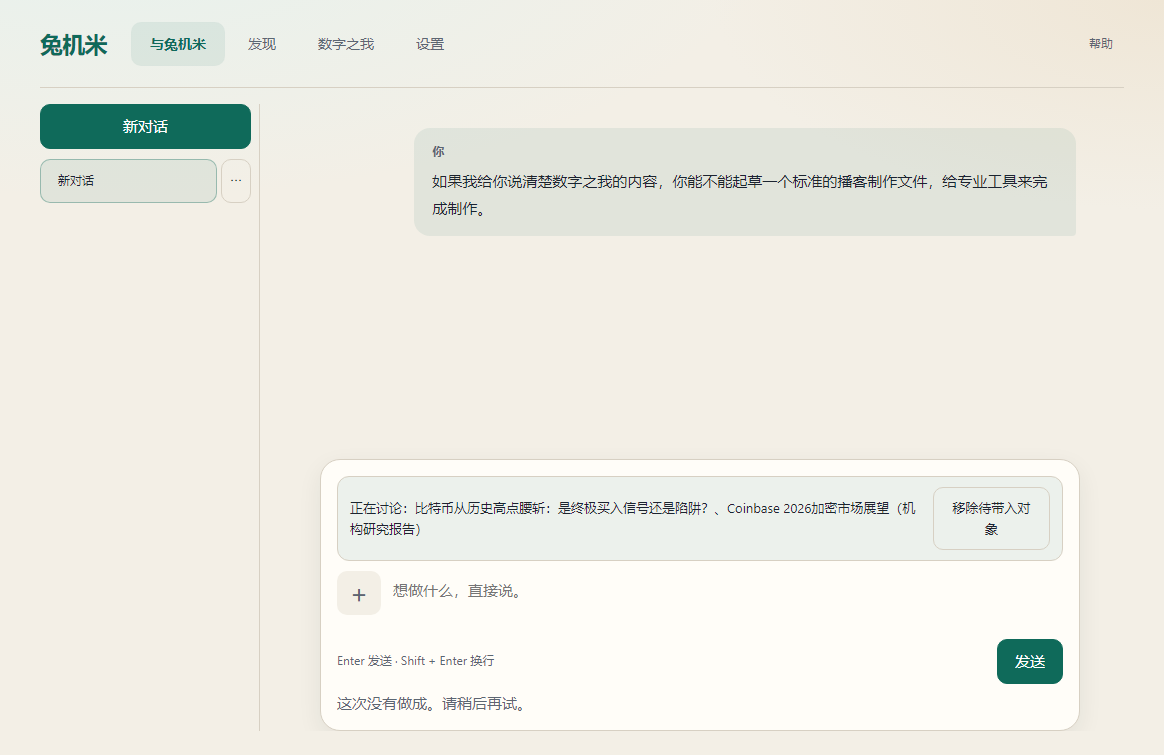 兔机米
与兔机米
发现
数字之我
设置
帮助
新对话
新对话
...
你
如果我给你说清楚数字之我的内容，你能不能起草一个标准的播客制作文件，给专业工具来完
成制作。
正在讨论：比特币从历史高点腰斩：是终极买入信号还是陷阱？、Coinbase 2026加密市场展望（机
构研究报告）
移除待带入对
象
+
想做什么，直接说。
Enter 发送 · Shift + Enter 换行
发送
这次没有做成。请稍后再试。